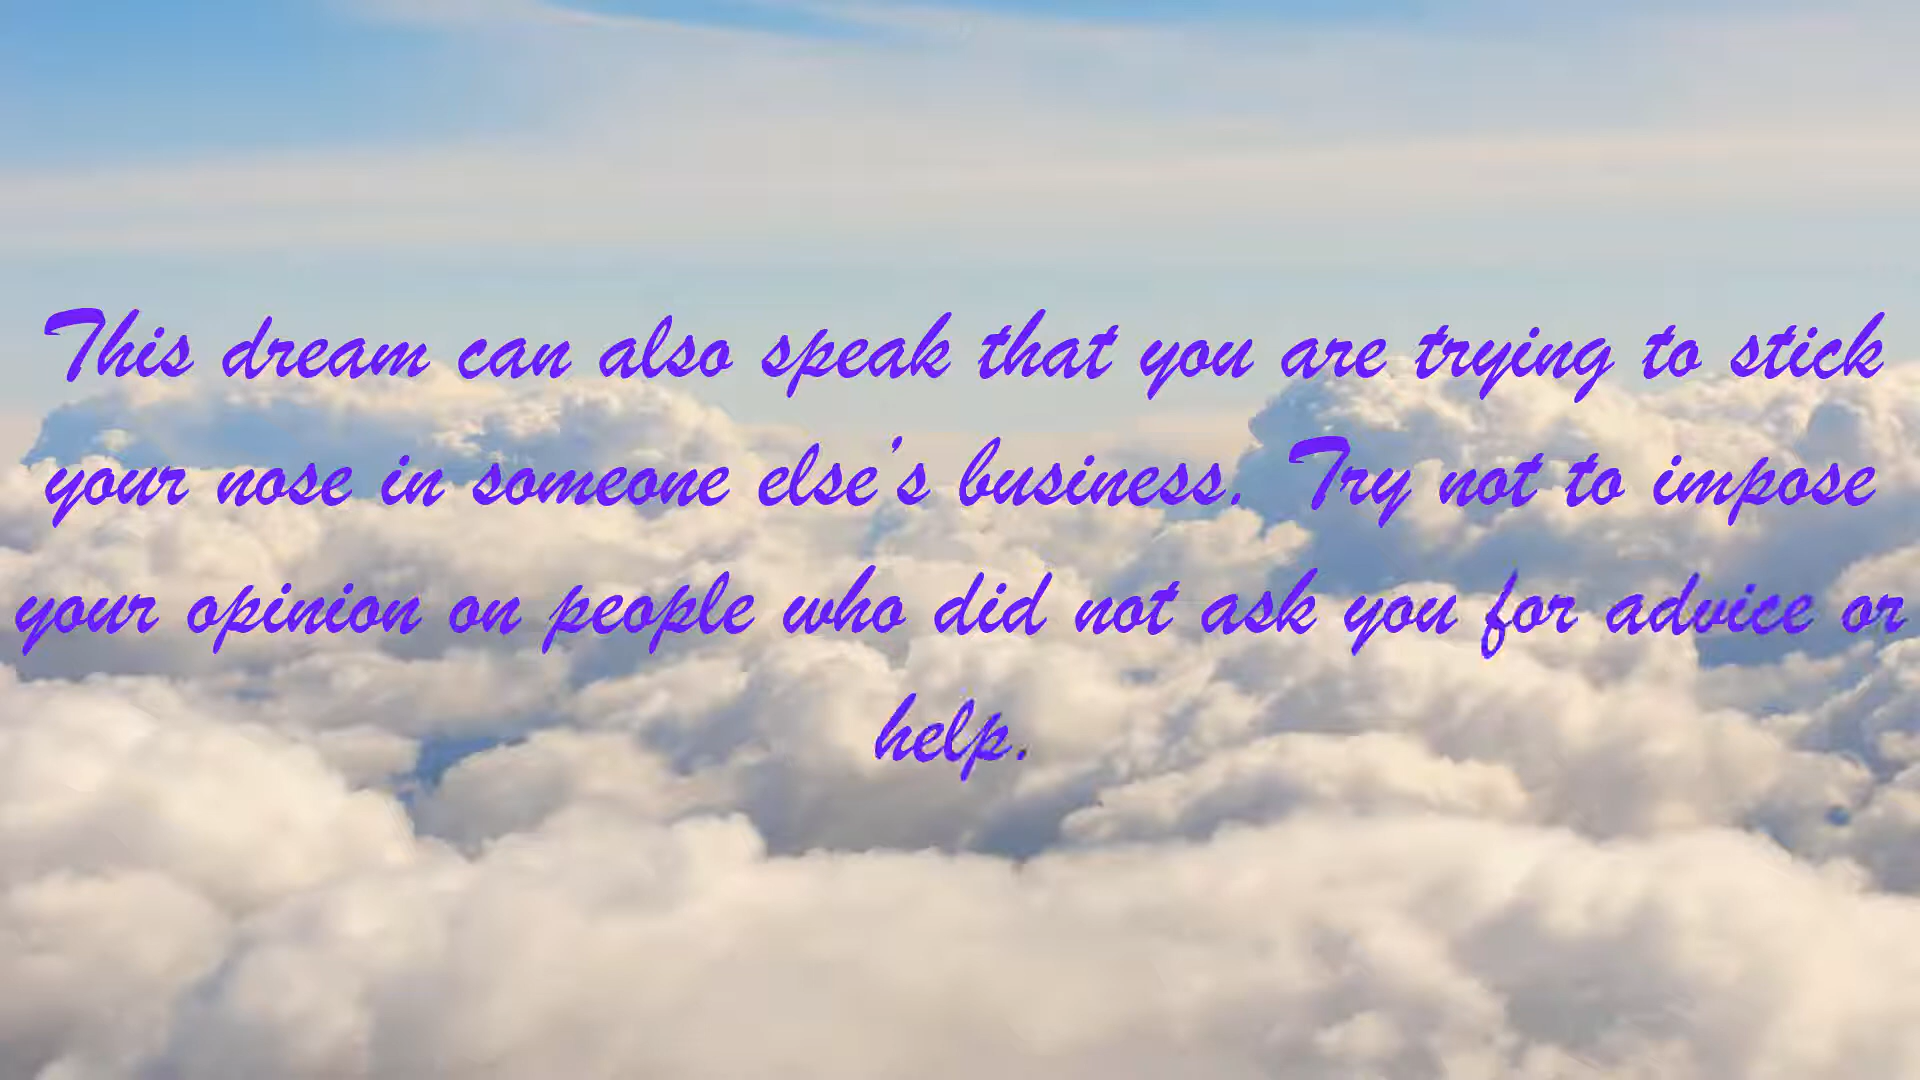 This dream can also speak that you are trying to stick
your nose in someone else's business. Try not to impose
your opinion on people who did not ask you for advice or
help.